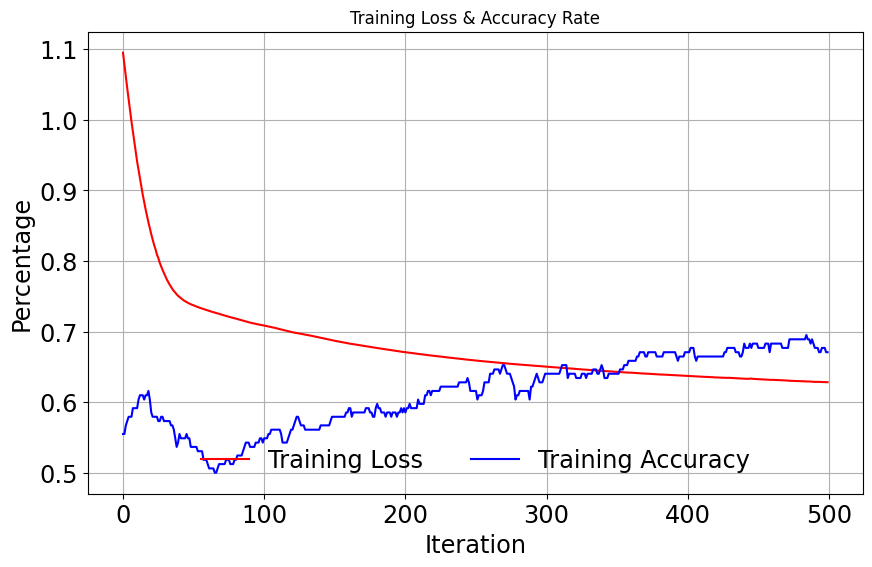 Training Loss & Accuracy Rate
Percentage
1.1
1.0
0.9
0.8
0.7
0.6
0.5
Training Loss Training Accuracy
0 100 200 300 400 500
Iteration